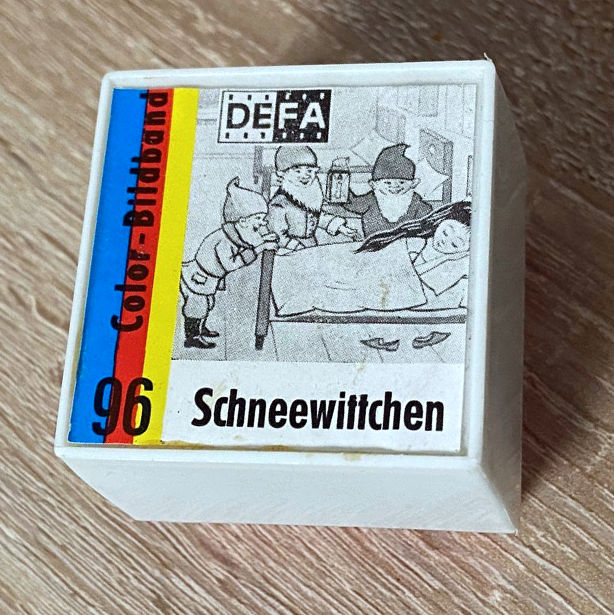 DEFA
Color-Bildband
96
Schneewittchen